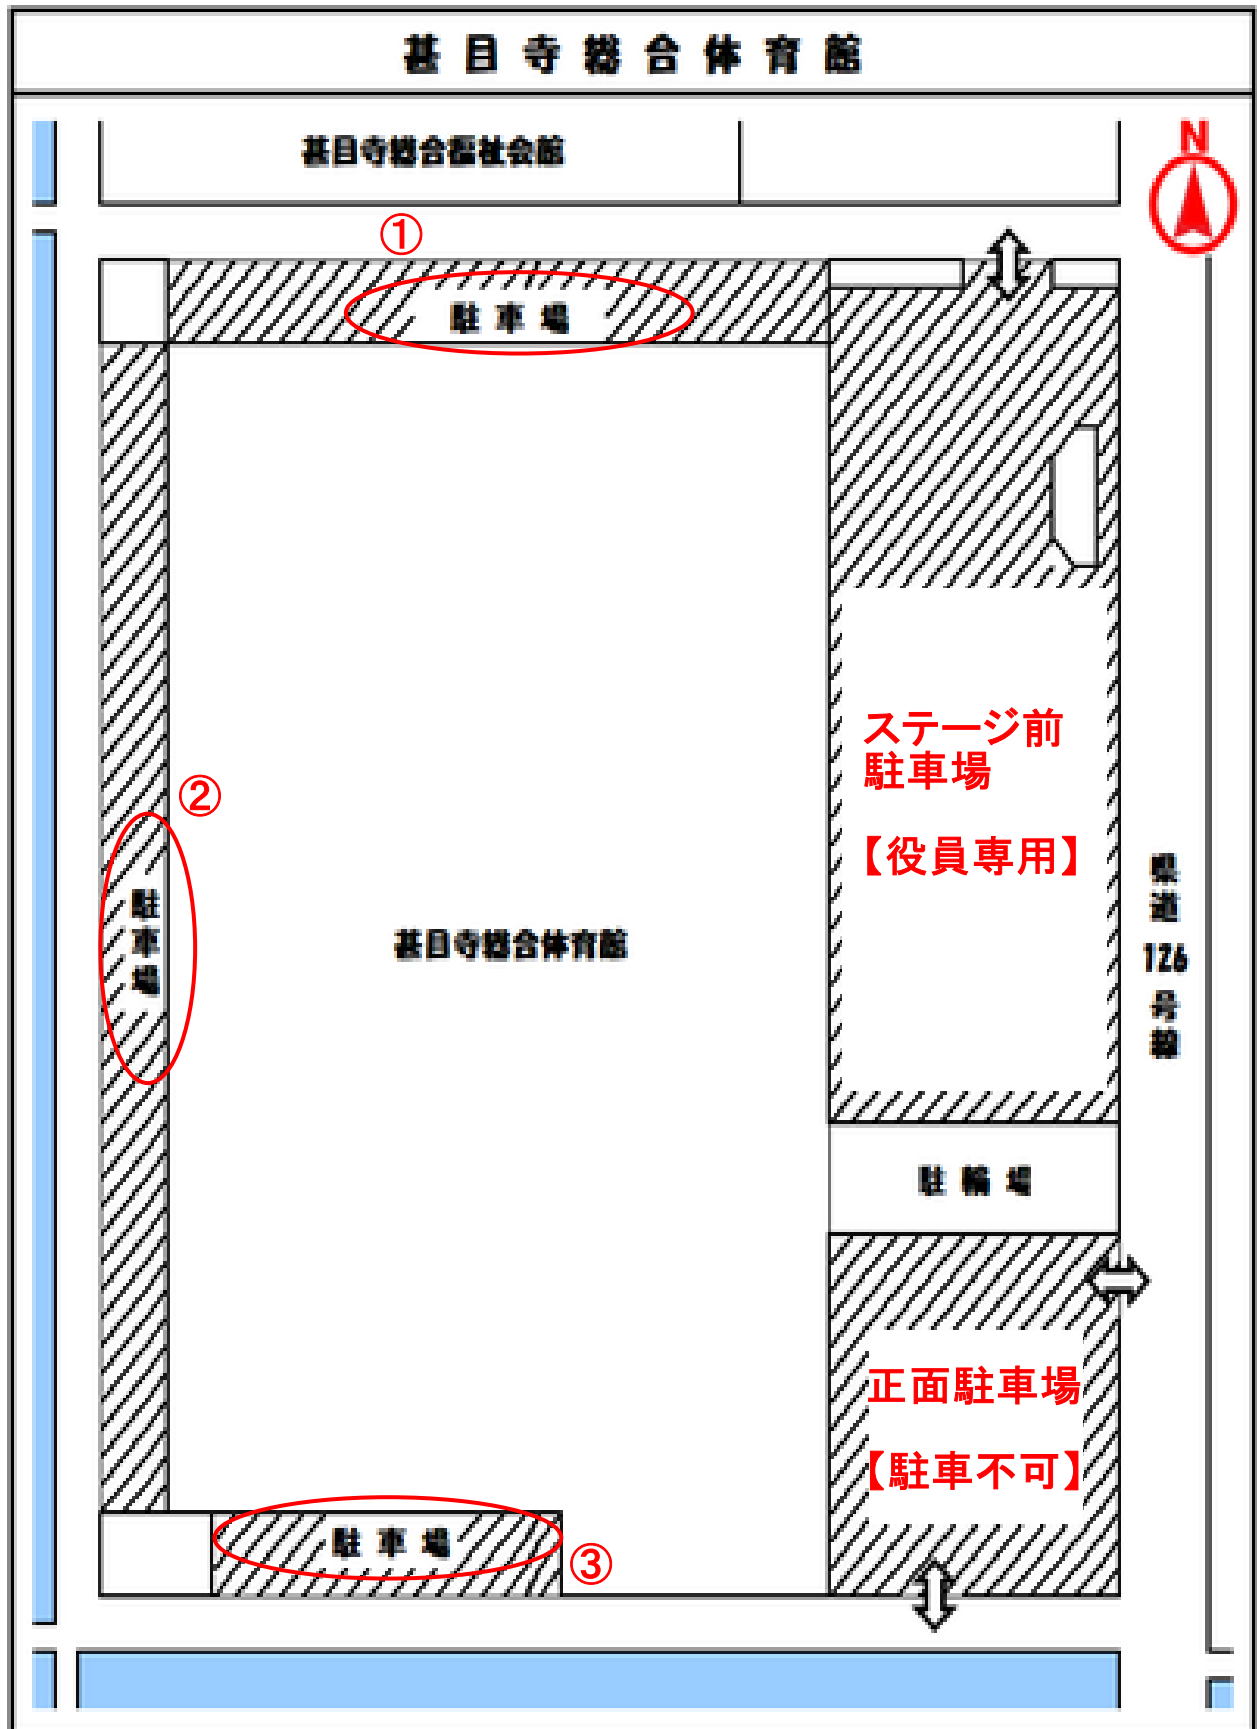 甚目寺総合体育館
甚目寺総合福祉会館
N
①
駐車場
ステージ前
駐車場
【役員専用】
②
駐車場
甚目寺総合体育館
県道126号線
駐輪場
正面駐車場
【駐車不可】
駐車場
③